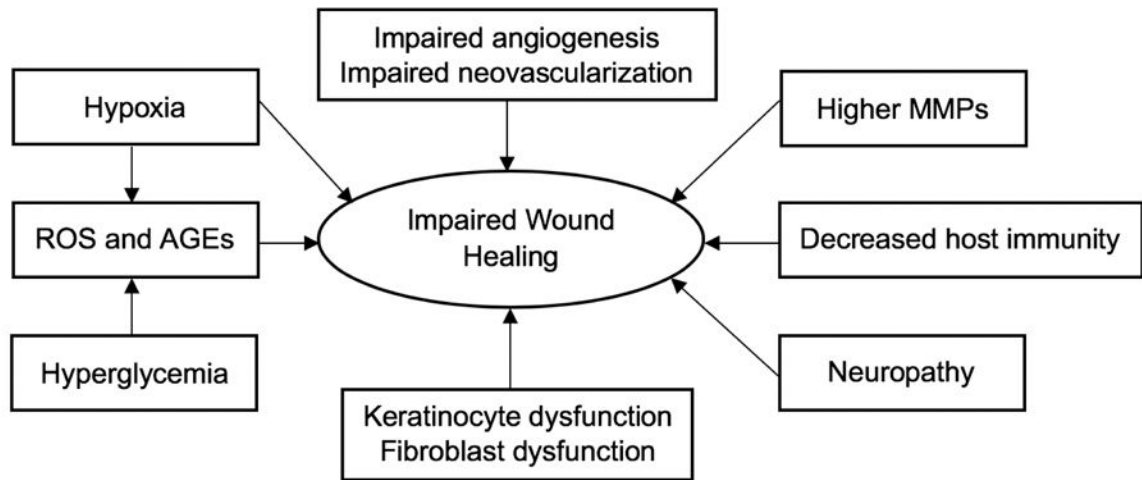 Impaired angiogenesis
Impaired neovascularization
Hypoxia
Higher MMPs
ROS and AGEs
Impaired Wound
Healing
Decreased host immunity
Hyperglycemia
Neuropathy
Keratinocyte dysfunction
Fibroblast dysfunction